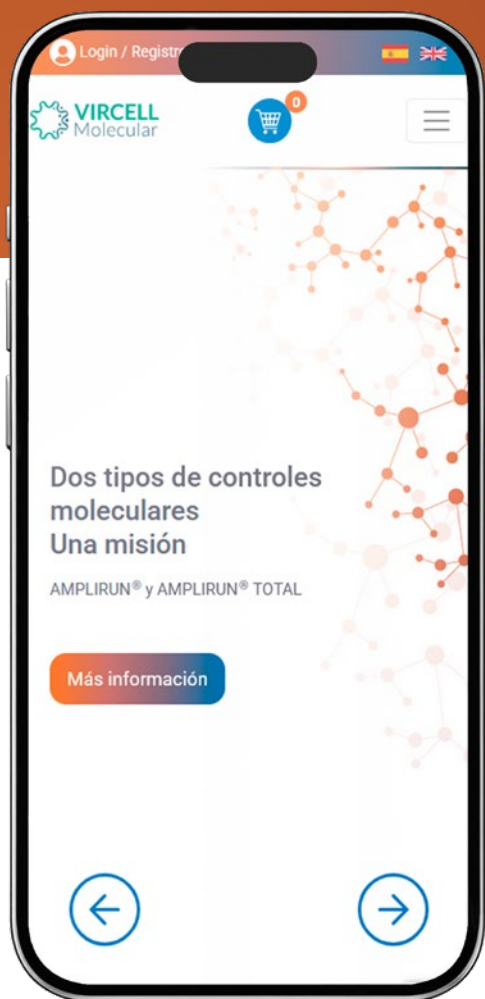 Login / Registr
VIRCELL
Molecular
0
Dos tipos de controles
moleculares
Una misión
AMPLIRUN® y AMPLIRUN® TOTAL
Más información